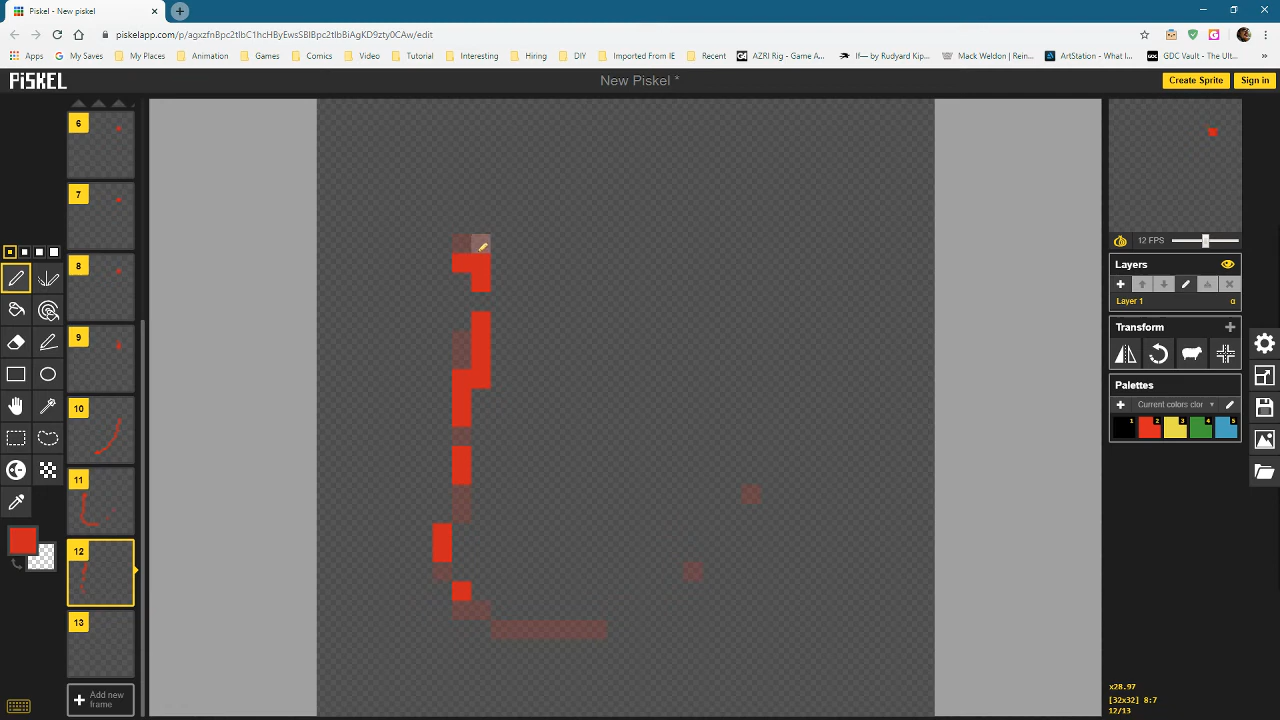 Piskel - New piskel
piskelapp.com/p/agxzfnBpc2tlbC1hcHByEwsSBlBpc2tlbBiAgKD9zty0CAw/edit
Apps My Saves My Places Animation Games Comics Video Tutorial Interesting Hiring DIY Imported From IE Recent AZRI Rig - Game A... If— by Rudyard Kip... Mack Weldon | Rein... ArtStation - What I... GDC Vault - The Ult... »
PiSKEL
New Piskel *
Create Sprite Sign in
6
7
8
9
10
11
12
13
Add new
frame
12 FPS
Layers
Layer 1 α
Transform
Palettes
Current colors clor
1 2 3 4 5
x28.97
[32x32] 8:7
12/13